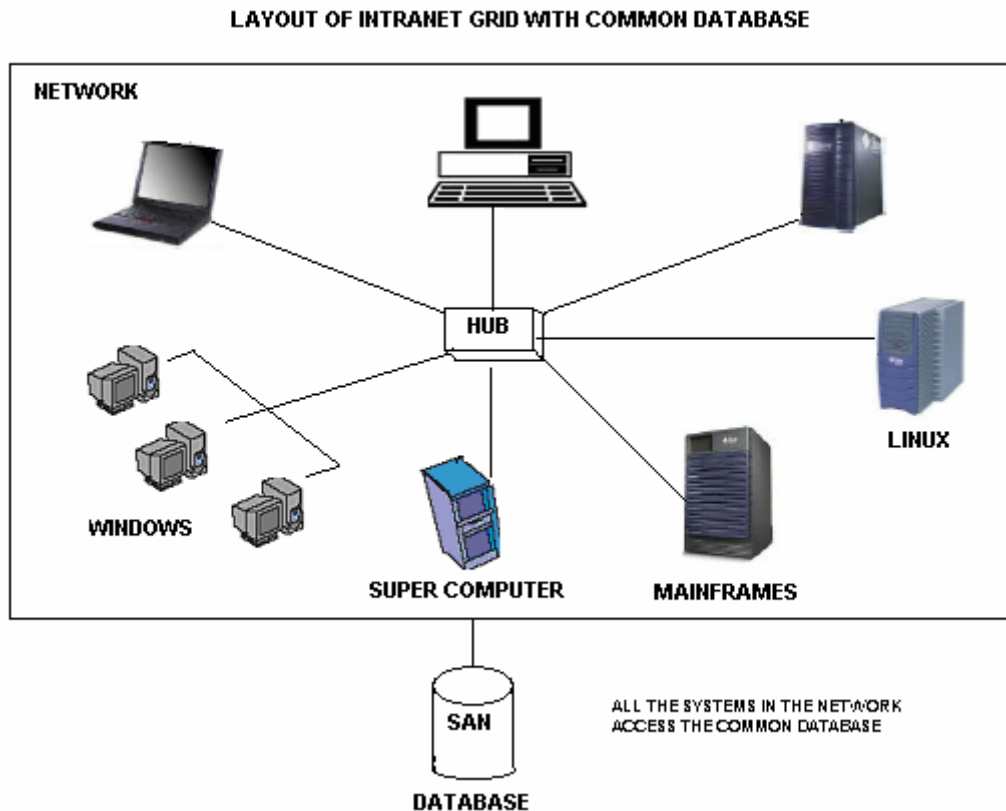 LAYOUT OF INTRANET GRID WITH COMMON DATABASE
NETWORK
HUB
LINUX
WINDOWS
SUPER COMPUTER
MAINFRAMES
SAN
ALL THE SYSTEMS IN THE NETWORK
ACCESS THE COMMON DATABASE
DATABASE